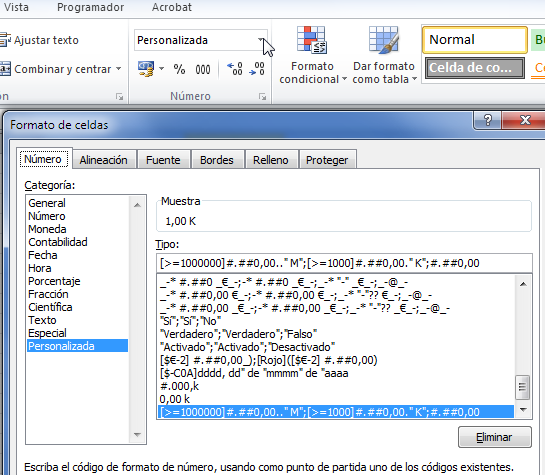 Vista Programador Acrobat
Ajustar texto
Personalizada
Normal
Combinar y centrar
% 000
Formato condicional
Dar formato como tabla
Celda de co...
Número
Formato de celdas
Número Alineación Fuente Bordes Relleno Proteger
Categoría:
General
Número
Moneda
Contabilidad
Fecha
Hora
Porcentaje
Fracción
Científica
Texto
Especial
Personalizada
Muestra
1,00 K
Tipo:
[>=1000000]#.##0,00.." M";[>=1000]#.##0,00." K";#.##0,00
_-* #.##0 _€_-;-* #.##0 _€_-;_-* "-" _€_-;_-@_-
_-* #.##0,00 €_-;-* #.##0,00 €_-;_-* "-"?? €_-;_-@_-
_-* #.##0,00 _€_-;-* #.##0,00 _€_-;_-* "-"?? _€_-;_-@_-
"Sí";"Sí";"No"
"Verdadero";"Verdadero";"Falso"
"Activado";"Activado";"Desactivado"
[$€-2] #.##0,00_);[Rojo]([$€-2] #.##0,00)
[$-C0A]dddd, dd" de "mmmm" de "aaaa
#.000,k
0,00 k
[>=1000000]#.##0,00.." M";[>=1000]#.##0,00." K";#.##0,00
Eliminar
Escriba el código de formato de número, usando como punto de partida uno de los códigos existentes.